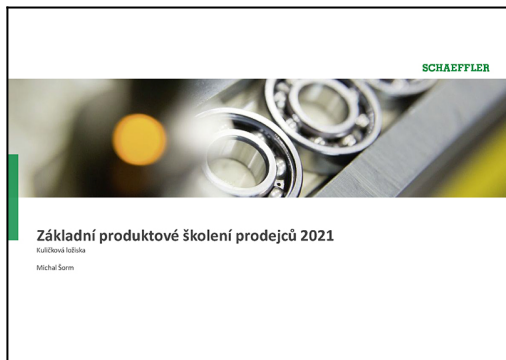 SCHAEFFLER
Základní produktové školení prodejců 2021
Kuličková ložiska
Michal Šorm